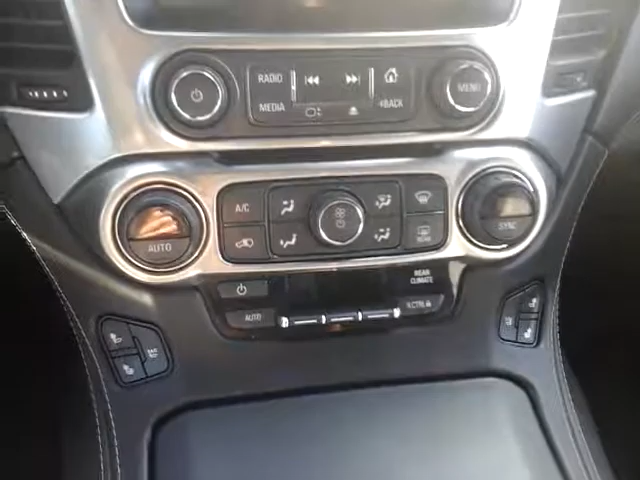 RADIO
MENU
MEDIA
BACK
A/C
AUTO
SYNC
REAR
REAR
CLIMATE
AUTO